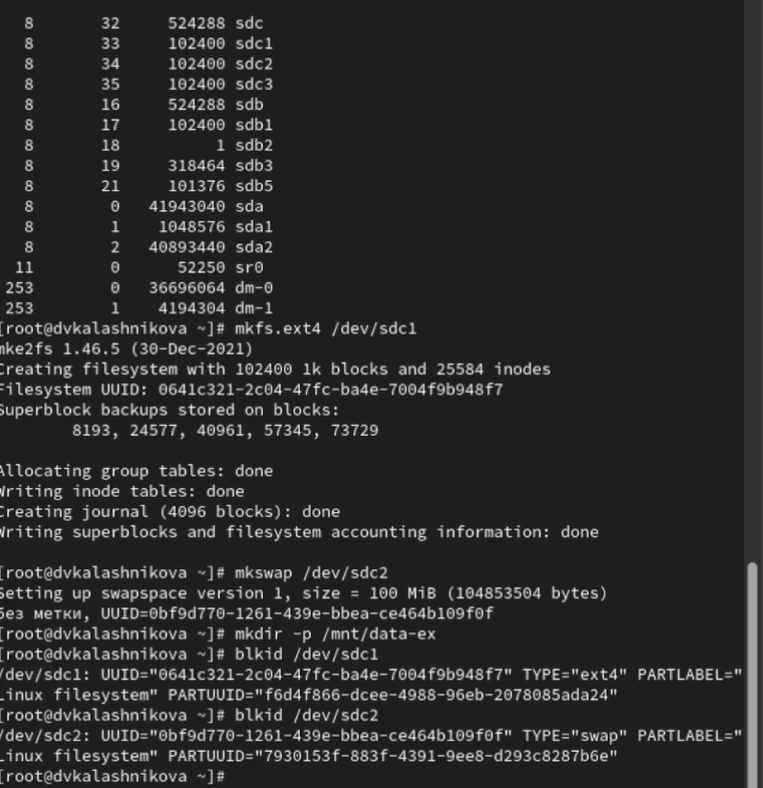 8 32 524288 sdc
8 33 102400 sdc1
8 34 102400 sdc2
8 35 102400 sdc3
8 16 524288 sdb
8 17 102400 sdb1
8 18 1 sdb2
8 19 318464 sdb3
8 21 101376 sdb5
8 0 41943040 sda
8 1 1048576 sda1
8 2 40893440 sda2
11 0 52250 sr0
253 0 36696064 dm-0
253 1 4194304 dm-1
[root@dvkalashnikova ~]# mkfs.ext4 /dev/sdc1
mke2fs 1.46.5 (30-Dec-2021)
Creating filesystem with 102400 1k blocks and 25584 inodes
Filesystem UUID: 0641c321-2c04-47fc-ba4e-7004f9b948f7
Superblock backups stored on blocks:
8193, 24577, 40961, 57345, 73729
Allocating group tables: done
Writing inode tables: done
Creating journal (4096 blocks): done
Writing superblocks and filesystem accounting information: done
[root@dvkalashnikova ~]# mkswap /dev/sdc2
Setting up swapspace version 1, size = 100 MiB (104853504 bytes)
без метки, UUID=0bf9d770-1261-439e-bbea-ce464b109f0f
[root@dvkalashnikova ~]# mkdir -p /mnt/data-ex
[root@dvkalashnikova ~]# blkid /dev/sdc1
/dev/sdc1: UUID="0641c321-2c04-47fc-ba4e-7004f9b948f7" TYPE="ext4" PARTLABEL="
Linux filesystem" PARTUUID="f6d4f866-dcee-4988-96eb-2078085ada24"
[root@dvkalashnikova ~]# blkid /dev/sdc2
/dev/sdc2: UUID="0bf9d770-1261-439e-bbea-ce464b109f0f" TYPE="swap" PARTLABEL="
Linux filesystem" PARTUUID="7930153f-883f-4391-9ee8-d293c8287b6e"
[root@dvkalashnikova ~]#